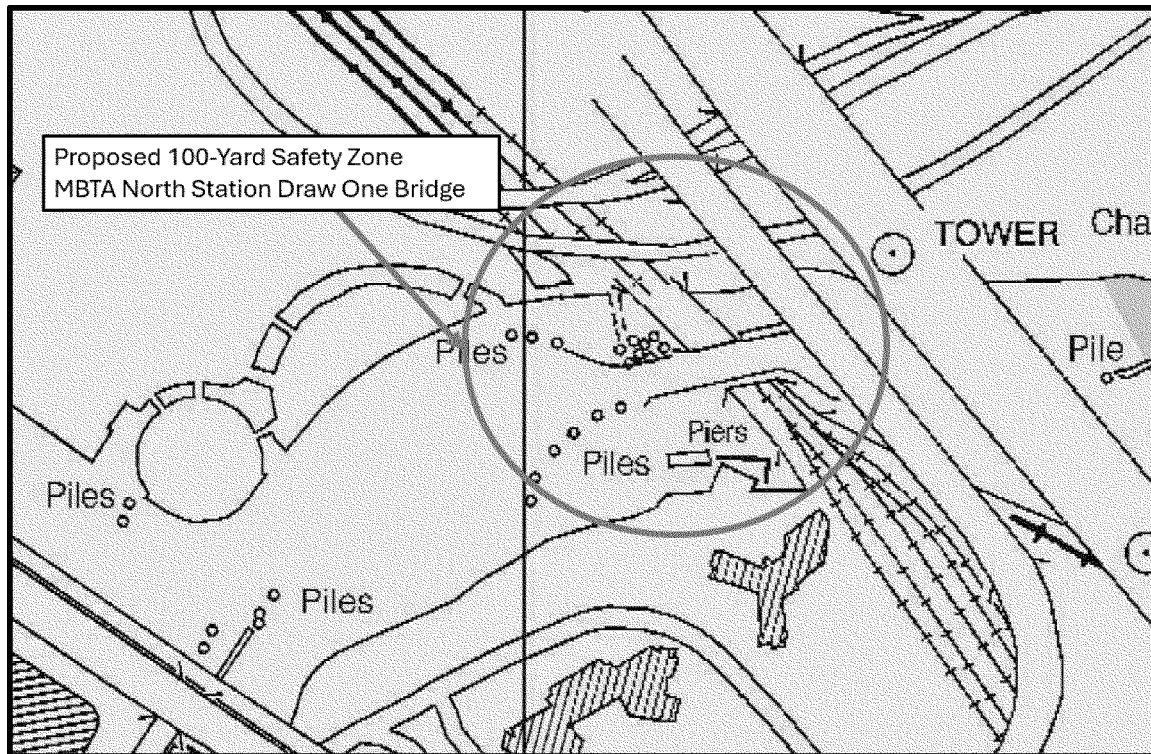 Proposed 100-Yard Safety Zone
MBTA North Station Draw One Bridge
TOWER
Cha
Piles
Pile
Piers
Piles
Piles
Piles